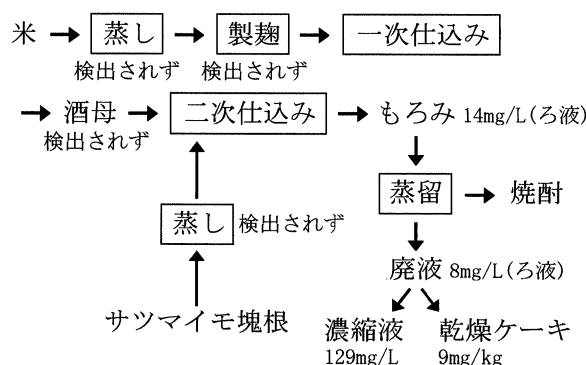 米 → 蒸し → 製麹 → 一次仕込み
検出されず 検出されず
→ 酒母 → 二次仕込み → もろみ 14mg/L(ろ液)
検出されず
蒸留 → 焼酎
蒸し 検出されず
廃液 8mg/L(ろ液)
サツマイモ塊根
濃縮液 乾燥ケーキ
129mg/L 9mg/kg